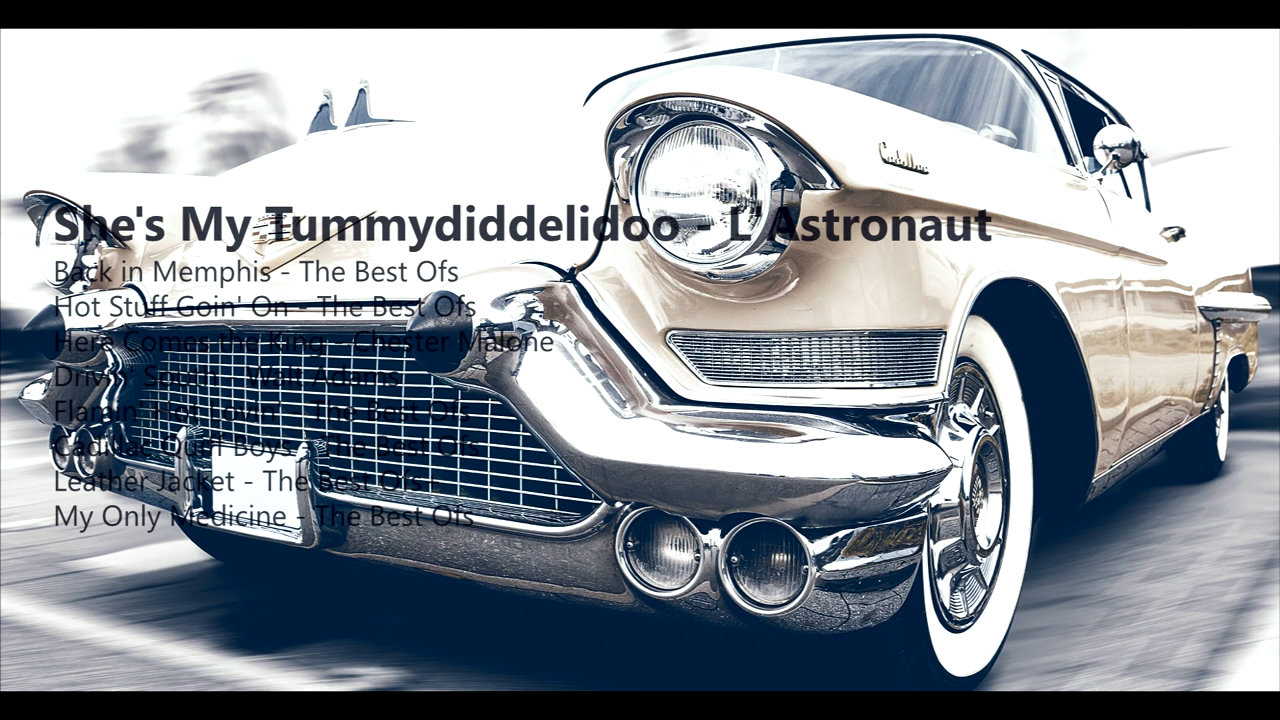 Cadillac
She's My Tummydiddelidoo - L'Astronaut
Back in Memphis - The Best Ofs
Hot Stuff Goin' On - The Best Ofs
Here Comes the King - Chester Malone
Drivin' South - Walt Adams
Flamin' Hot Lovin' - The Best Ofs
Cadillac Quiff Boys - The Best Ofs
Leather Jacket - The Best Ofs
My Only Medicine - The Best Ofs